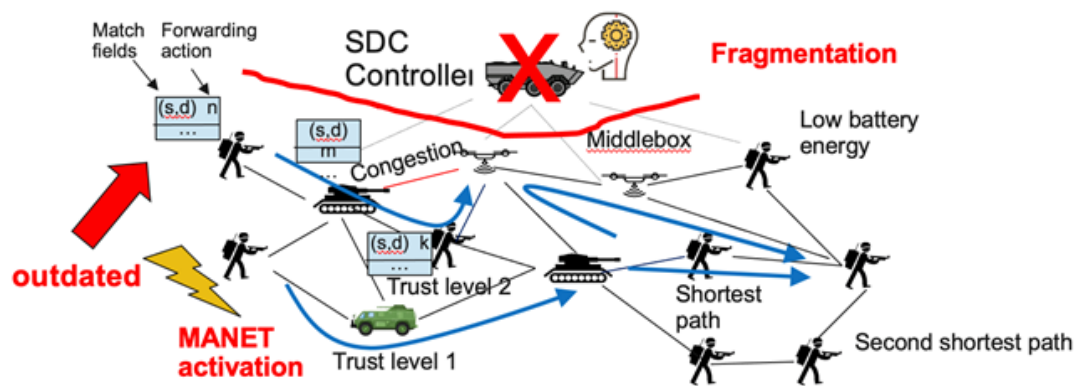 Match
fields
Forwarding
action
SDC
Controller
X
Fragmentation
(s,d) n
...
(s,d)
m
...
Congestion
Middlebox
Low battery
energy
(s,d) k
...
Trust level 2
outdated
MANET
activation
Trust level 1
Shortest
path
Second shortest path